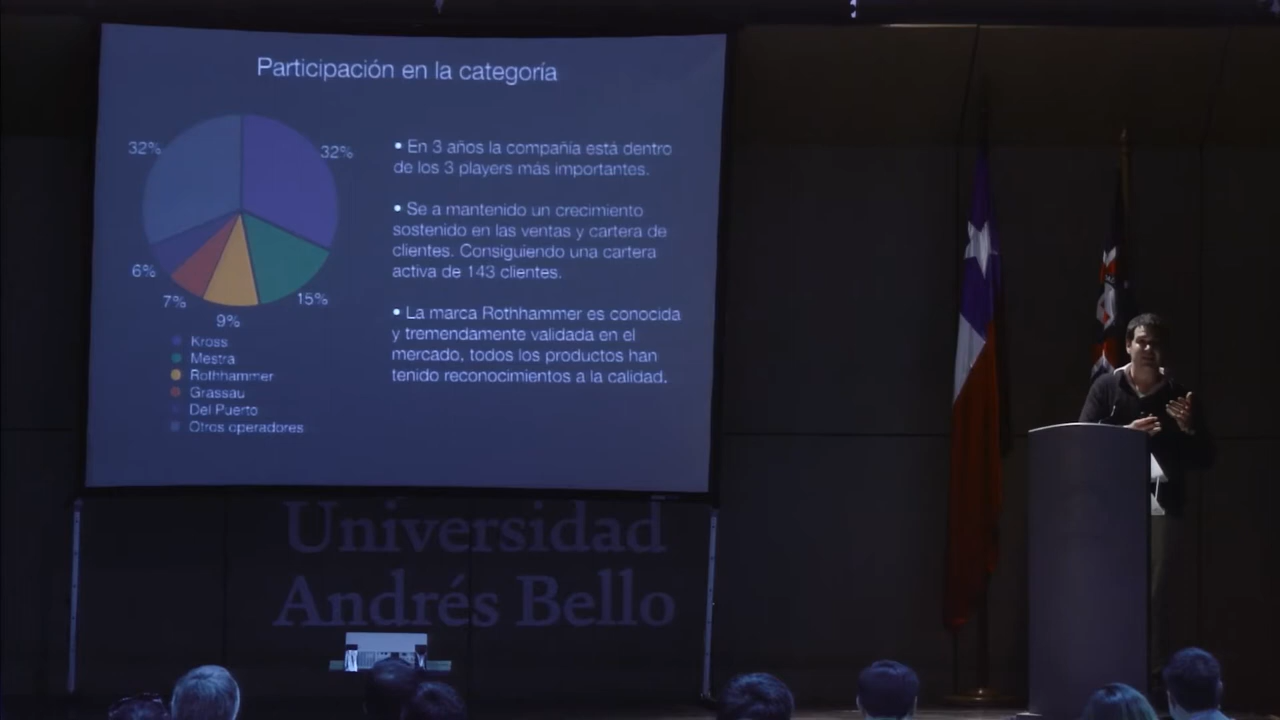 Participación en la categoría
32%
32%
6%
7%
9%
15%
Kross
Mestra
Rothhammer
Grassau
Del Puerto
Otros operadores
• En 3 años la compañía está dentro
de los 3 players más importantes.
• Se a mantenido un crecimiento
sostenido en las ventas y cartera de
clientes. Consiguiendo una cartera
activa de 143 clientes.
• La marca Rothhammer es conocida
y tremendamente validada en el
mercado, todos los productos han
tenido reconocimientos a la calidad.
Universidad
Andrés Bello